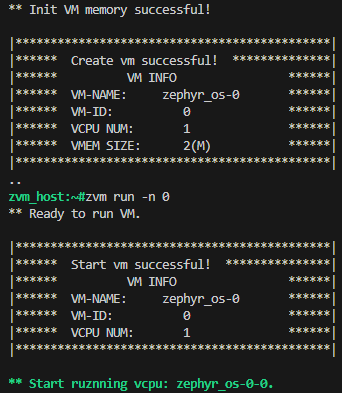 ** Init VM memory successful!
|*******************************************|
|****** Create vm successful! **************|
|****** VM INFO ******|
|****** VM-NAME: zephyr_os-0 ******|
|****** VM-ID: 0 ******|
|****** VCPU NUM: 1 ******|
|****** VMEM SIZE: 2(M) ******|
|*******************************************|
..
zvm_host:~#zvm run -n 0
** Ready to run VM.
|*******************************************|
|****** Start vm successful! ***************|
|****** VM INFO ******|
|****** VM-NAME: zephyr_os-0 ******|
|****** VM-ID: 0 ******|
|****** VCPU NUM: 1 ******|
|*******************************************|
** Start ruznning vcpu: zephyr_os-0-0.